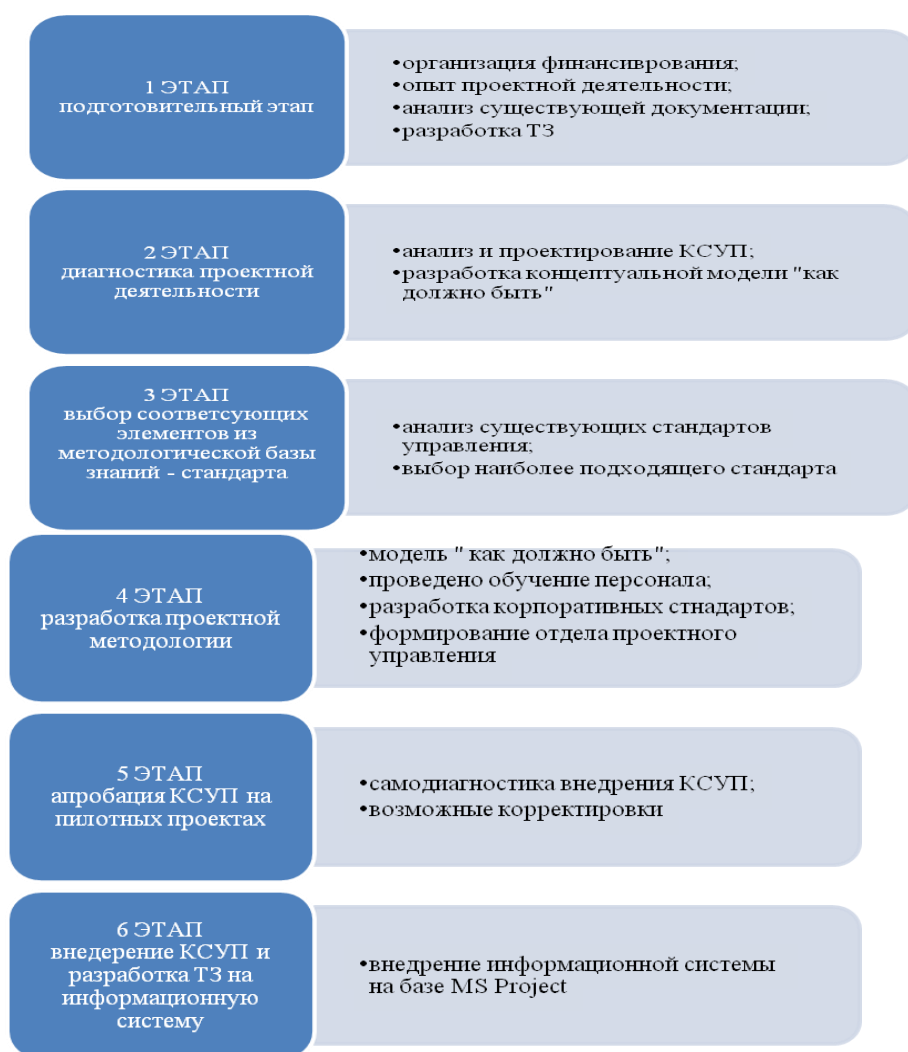 1 ЭТАП
подготовительный этап
•организация финансиврования;
•опыт проектной деятельности;
•анализ существующей документации;
•разработка ТЗ
2 ЭТАП
диагностика проектной
деятельности
•анализ и проектирование КСУП;
•разработка концептуальной модели "как
должно быть"
3 ЭТАП
выбор соответсующих
элементов из
методологической базы
знаний - стандарта
•анализ существующих стандартов
управления;
•выбор наиболее подходящего стандарта
4 ЭТАП
разработка проектной
методологии
•модель " как должно быть";
•проведено обучение персонала;
•разработка корпоративных стнадартов;
•формирование отдела проектного
управления
5 ЭТАП
апробация КСУП на
пилотных проектах
•самодиагностика внедрения КСУП;
•возможные корректировки
6 ЭТАП
внедерение КСУП и
разработка ТЗ на
информационную
систему
•внедрение информационной системы
на базе MS Project